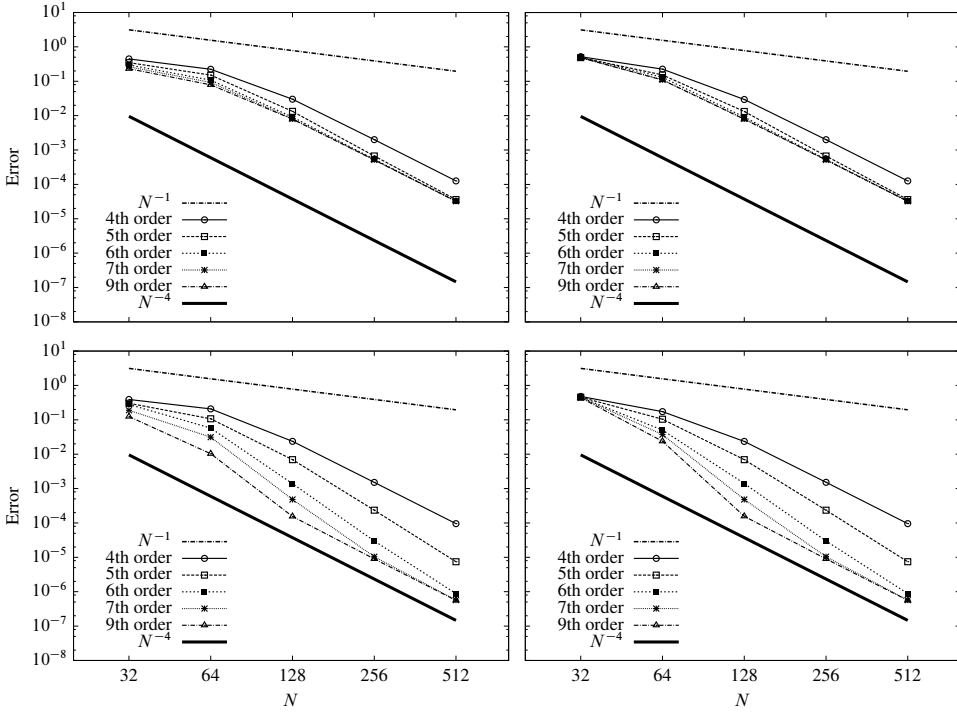 10^1
10^0
10^-1
10^-2
10^-3
10^-4
10^-5
10^-6
10^-7
10^-8
Error
N^−1
4th order
5th order
6th order
7th order
9th order
N^−4
N^−1
4th order
5th order
6th order
7th order
9th order
N^−4
10^1
10^0
10^-1
10^-2
10^-3
10^-4
10^-5
10^-6
10^-7
10^-8
Error
N^−1
4th order
5th order
6th order
7th order
9th order
N^−4
32 64 128 256 512
N
N^−1
4th order
5th order
6th order
7th order
9th order
N^−4
32 64 128 256 512
N